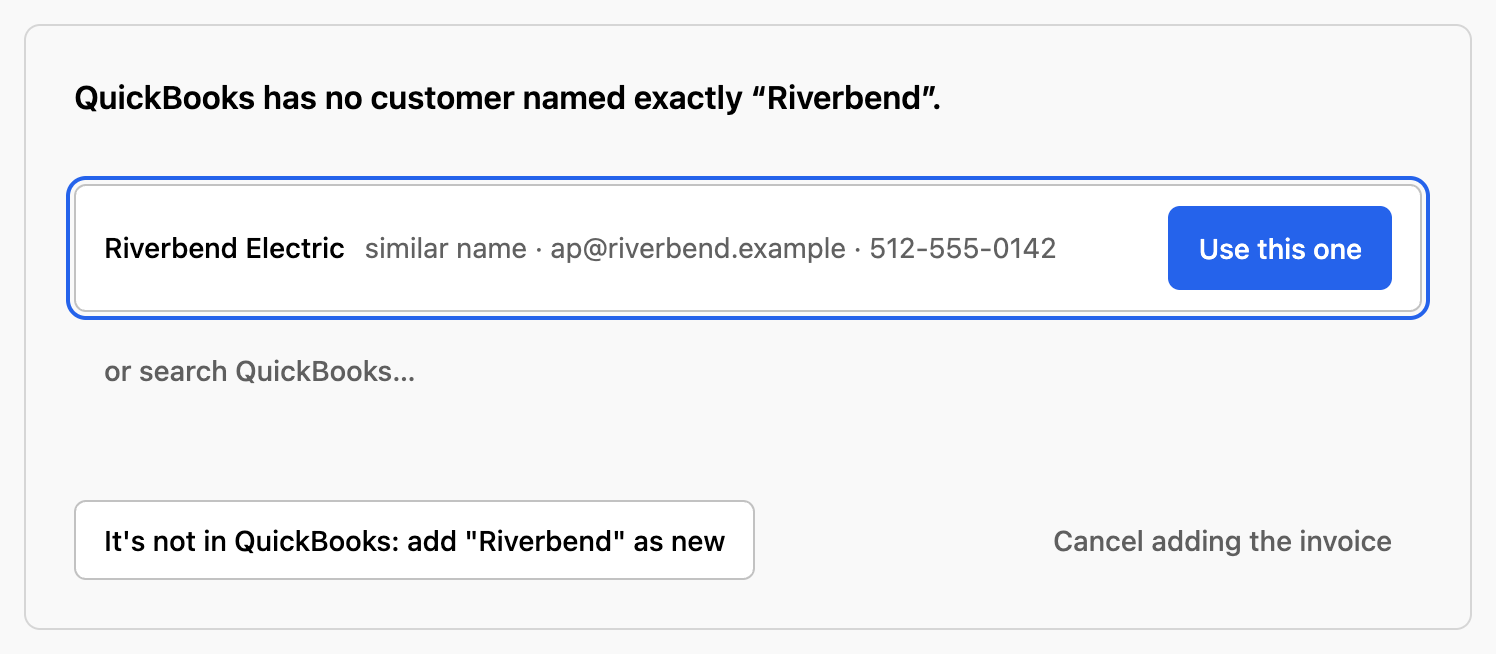 QuickBooks has no customer named exactly “Riverbend”.
Riverbend Electric similar name · ap@riverbend.example · 512-555-0142 Use this one
or search QuickBooks...
It's not in QuickBooks: add "Riverbend" as new Cancel adding the invoice